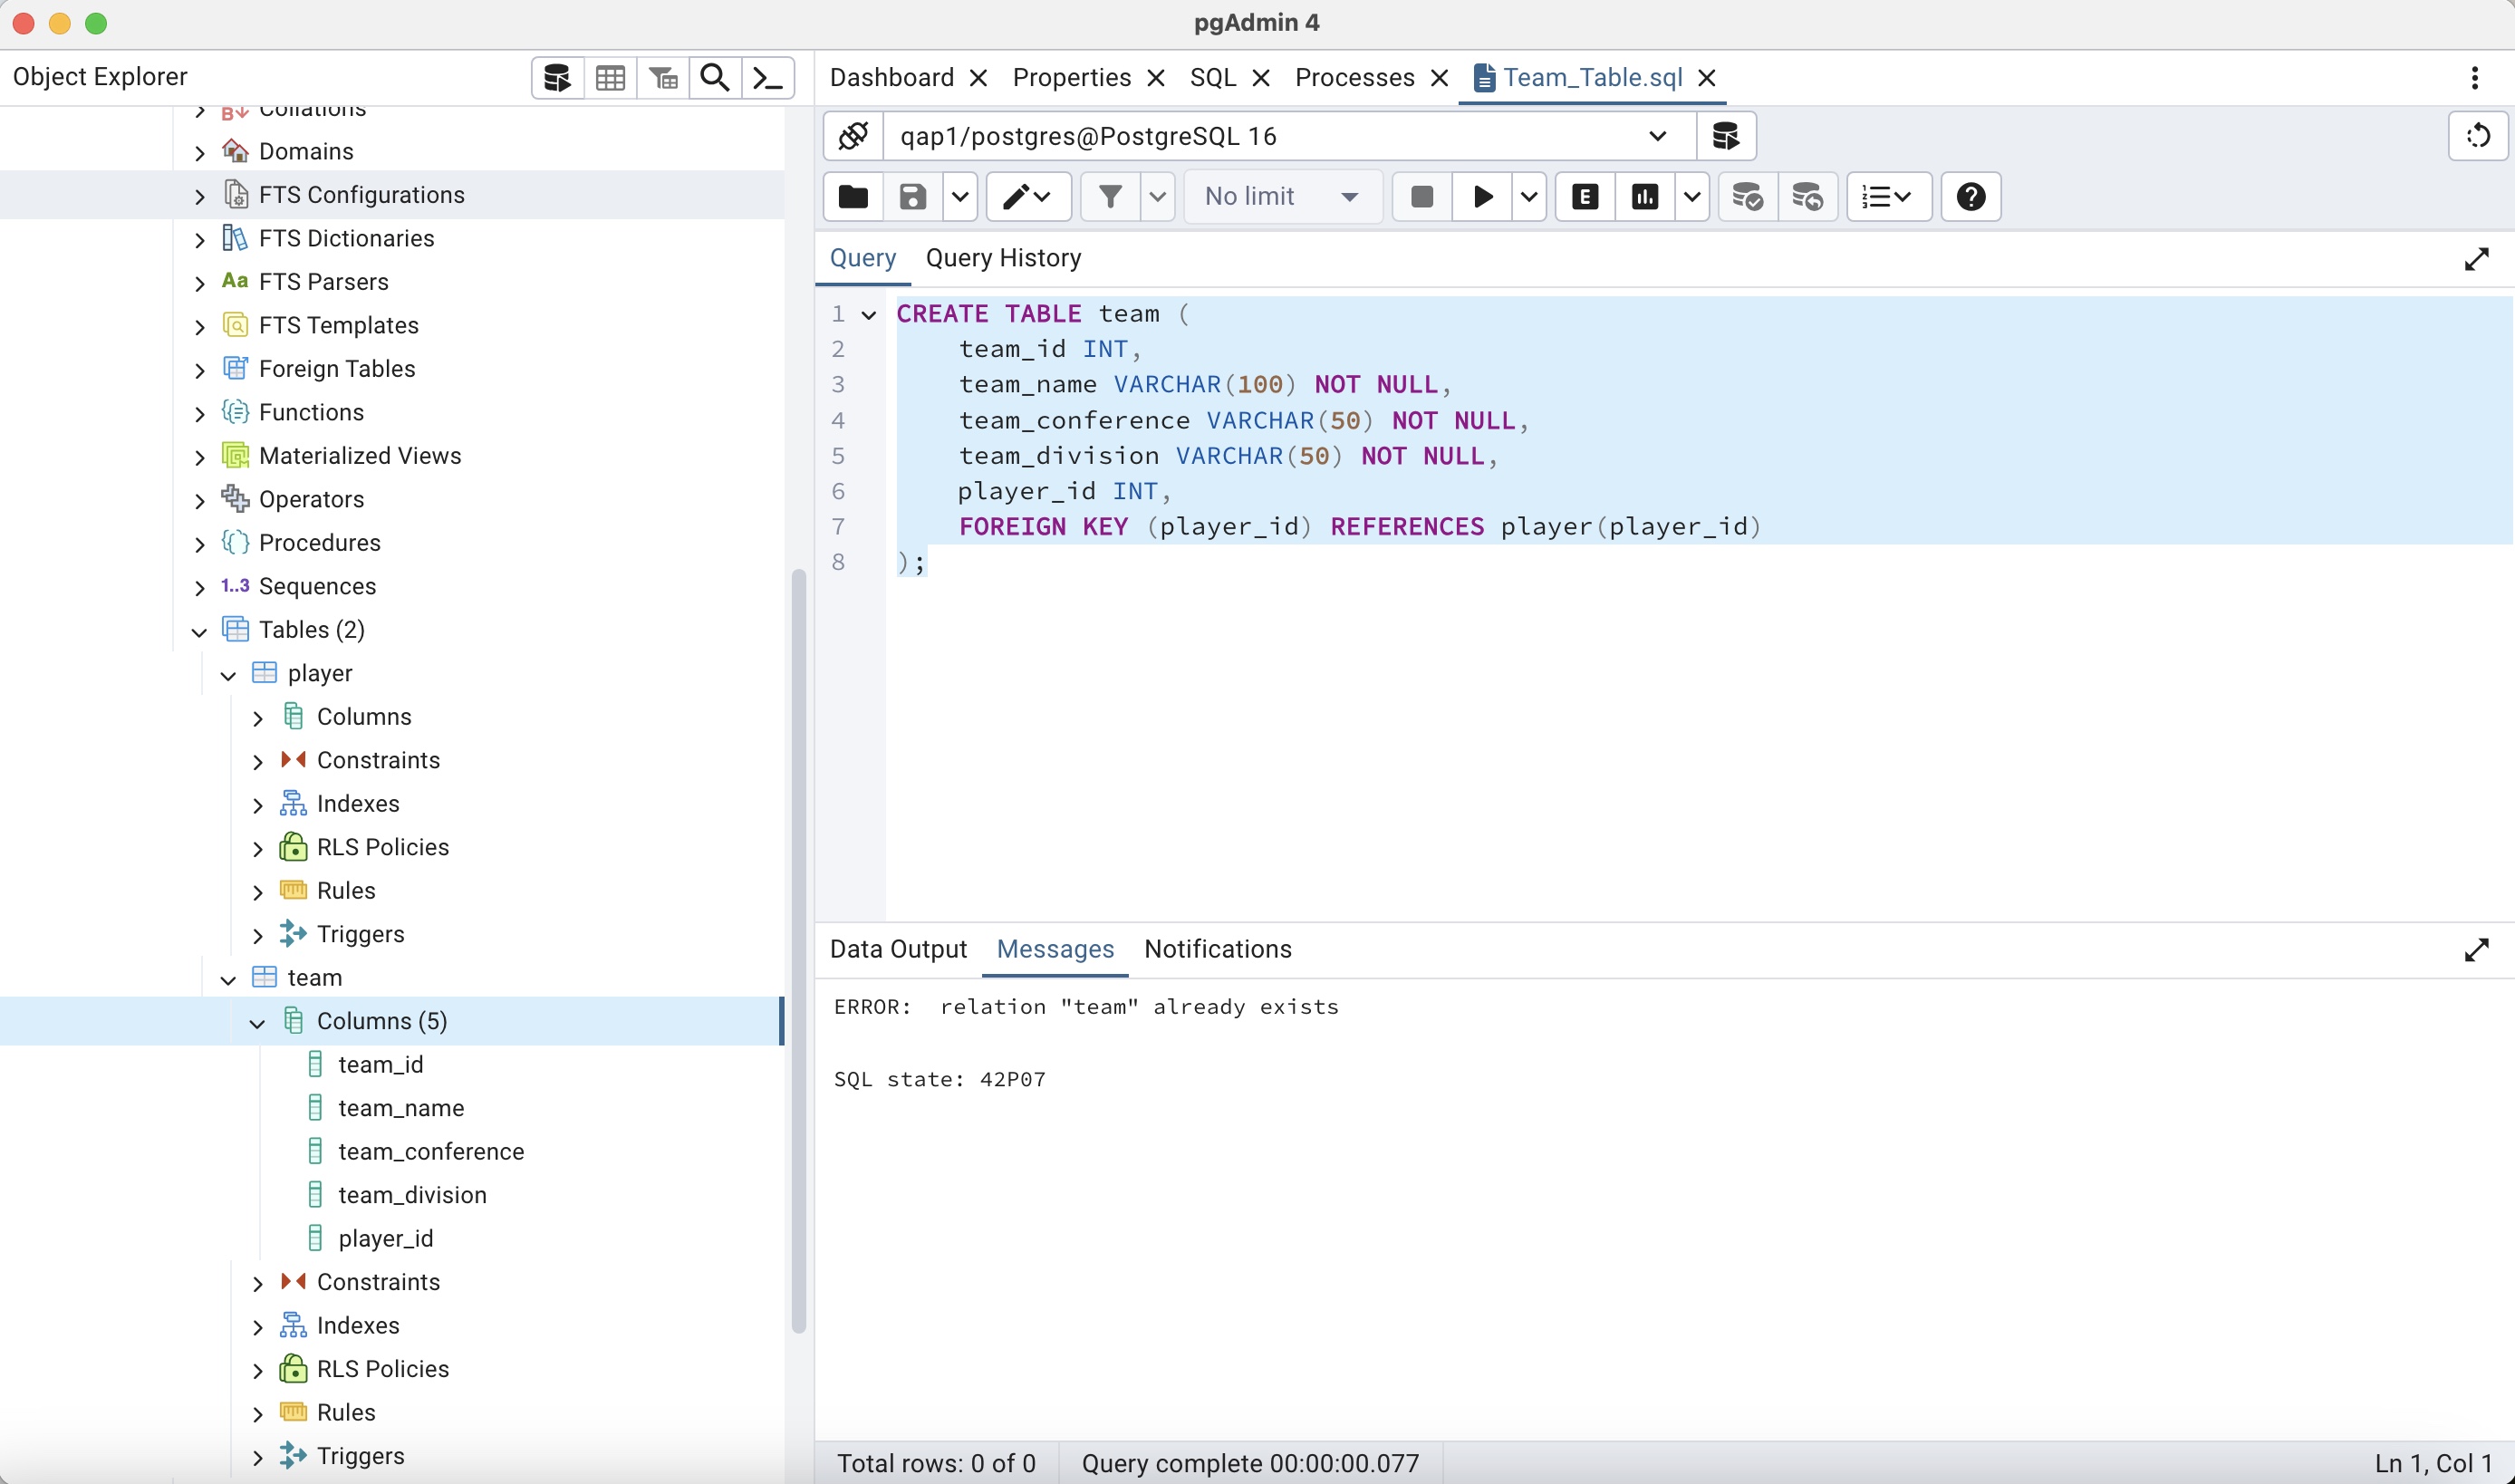 pgAdmin 4
Object Explorer
Collations
Domains
FTS Configurations
FTS Dictionaries
Aa FTS Parsers
FTS Templates
Foreign Tables
Functions
Materialized Views
Operators
Procedures
1..3 Sequences
Tables (2)
player
Columns
Constraints
Indexes
RLS Policies
Rules
Triggers
team
Columns (5)
team_id
team_name
team_conference
team_division
player_id
Constraints
Indexes
RLS Policies
Rules
Triggers
Dashboard Properties SQL Processes Team_Table.sql
qap1/postgres@PostgreSQL 16
No limit E
Query Query History
1 CREATE TABLE team (
2 team_id INT,
3 team_name VARCHAR(100) NOT NULL,
4 team_conference VARCHAR(50) NOT NULL,
5 team_division VARCHAR(50) NOT NULL,
6 player_id INT,
7 FOREIGN KEY (player_id) REFERENCES player(player_id)
8 );
Data Output Messages Notifications
ERROR:  relation "team" already exists
SQL state: 42P07
Total rows: 0 of 0 Query complete 00:00:00.077 Ln 1, Col 1